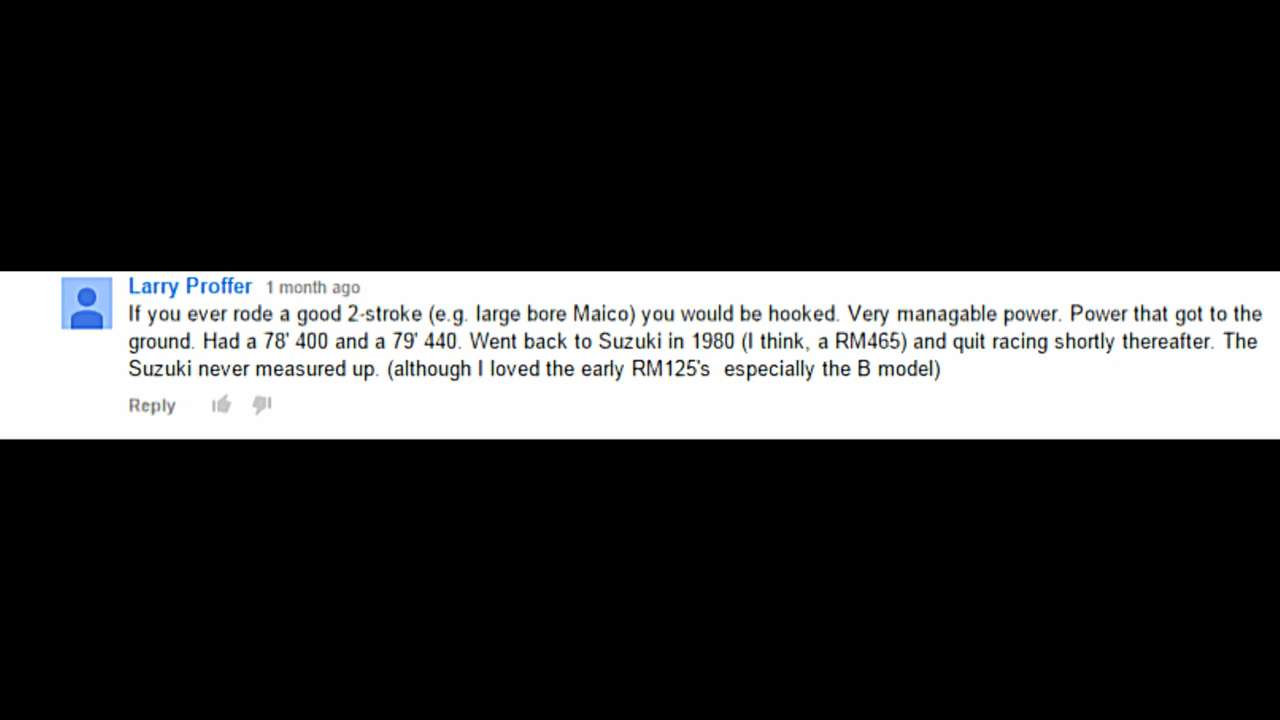 Larry Proffer 1 month ago
If you ever rode a good 2-stroke (e.g. large bore Maico) you would be hooked. Very managable power. Power that got to the
ground. Had a 78' 400 and a 79' 440. Went back to Suzuki in 1980 (I think, a RM465) and quit racing shortly thereafter. The
Suzuki never measured up. (although I loved the early RM125's  especially the B model)
Reply